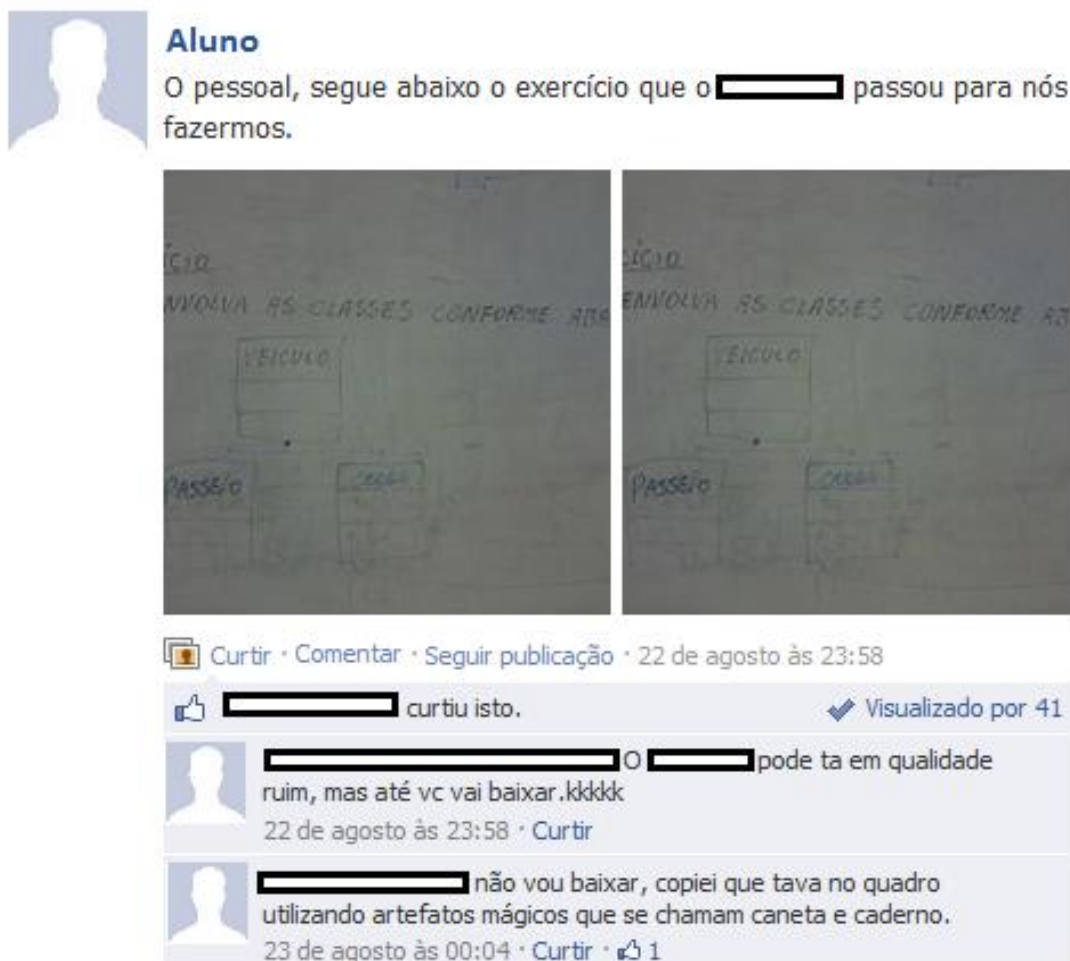 Aluno
O pessoal, segue abaixo o exercício que o passou para nós
fazermos.
ÍCIO
NVOLVA AS CLASSES CONFORME ABA
VEICULO
PASSEIO
CARGA
ÍCIO
ENVOLVA AS CLASSES CONFORME AB
VEICULO
PASSEIO
CARGA
Curtir · Comentar · Seguir publicação · 22 de agosto às 23:58
curtiu isto. Visualizado por 41
O pode ta em qualidade
ruim, mas até vc vai baixar.kkkkk
22 de agosto às 23:58 · Curtir
não vou baixar, copiei que tava no quadro
utilizando artefatos mágicos que se chamam caneta e caderno.
23 de agosto às 00:04 · Curtir · 1